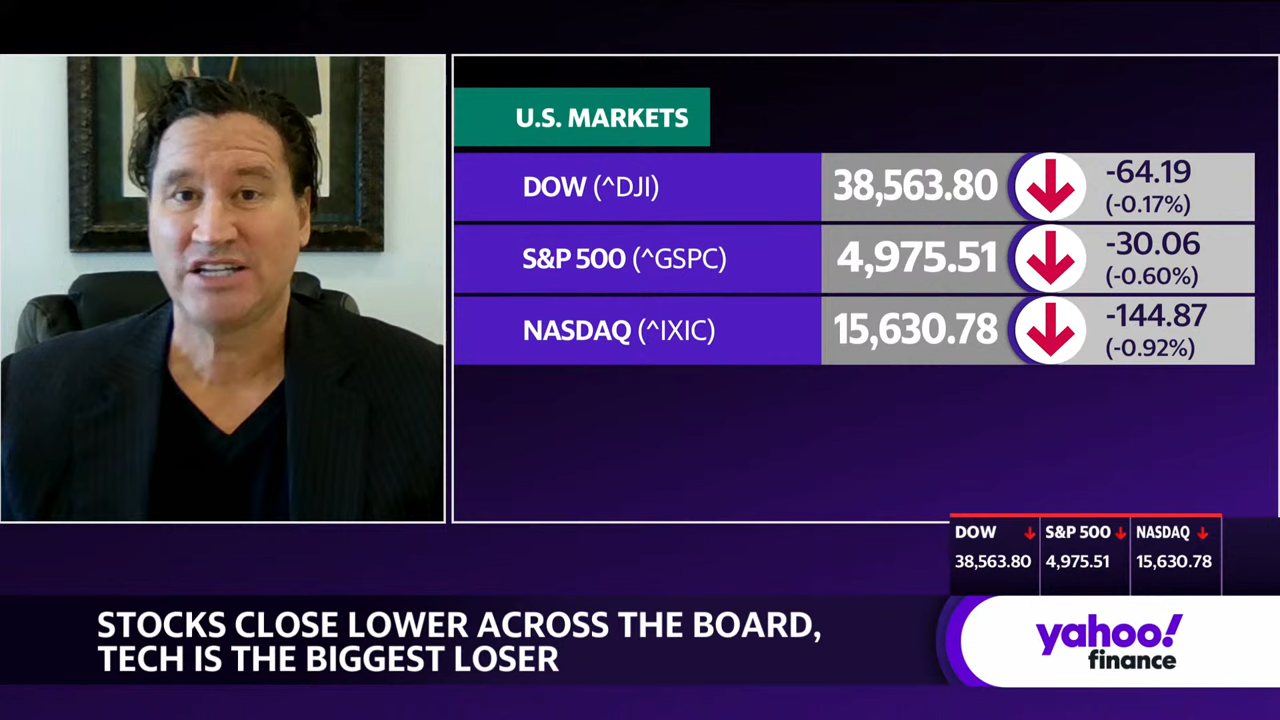 U.S. MARKETS
DOW (^DJI) 38,563.80 -64.19 (-0.17%)
S&P 500 (^GSPC) 4,975.51 -30.06 (-0.60%)
NASDAQ (^IXIC) 15,630.78 -144.87 (-0.92%)
DOW S&P 500 NASDAQ
38,563.80 4,975.51 15,630.78
STOCKS CLOSE LOWER ACROSS THE BOARD,
TECH IS THE BIGGEST LOSER
yahoo!
finance